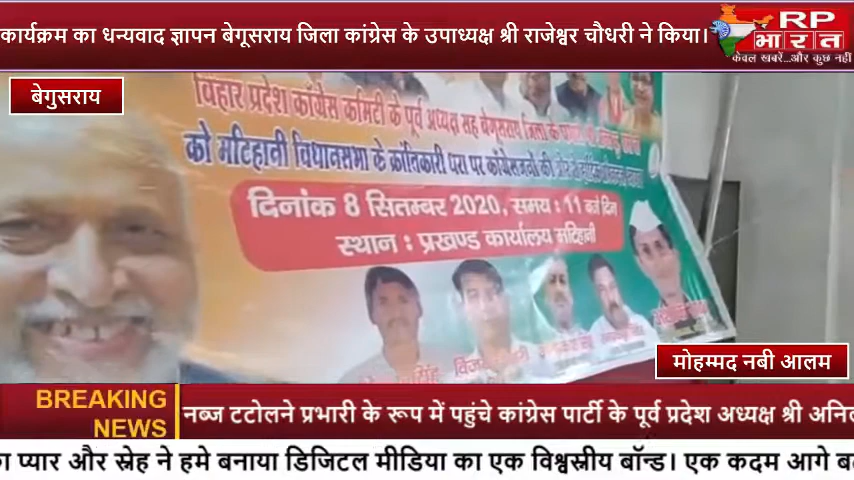 कार्यक्रम का धन्यवाद ज्ञापन बेगूसराय जिला कांग्रेस के उपाध्यक्ष श्री राजेश्वर चौधरी ने किया।
RP
भारत
केवल खबरें...और कुछ नहीं
बेगुसराय
बिहार प्रदेश कांग्रेस कमिटी के पूर्व अध्यक्ष सह बेगूसराय जिला के
को मटिहानी विधानसभा के क्रांतिकारी धरा पर कांग्रेसजनों की ओर से
दिनांक 8 सितम्बर 2020, समय : 11 बजे दिन
स्थान : प्रखण्ड कार्यालय मटिहानी
मोहम्मद नबी आलम
BREAKING
NEWS
नब्ज टटोलने प्रभारी के रूप में पहुंचे कांग्रेस पार्टी के पूर्व प्रदेश अध्यक्ष श्री अनिल
का प्यार और स्नेह ने हमे बनाया डिजिटल मीडिया का एक विश्वस्नीय बॉन्ड। एक कदम आगे